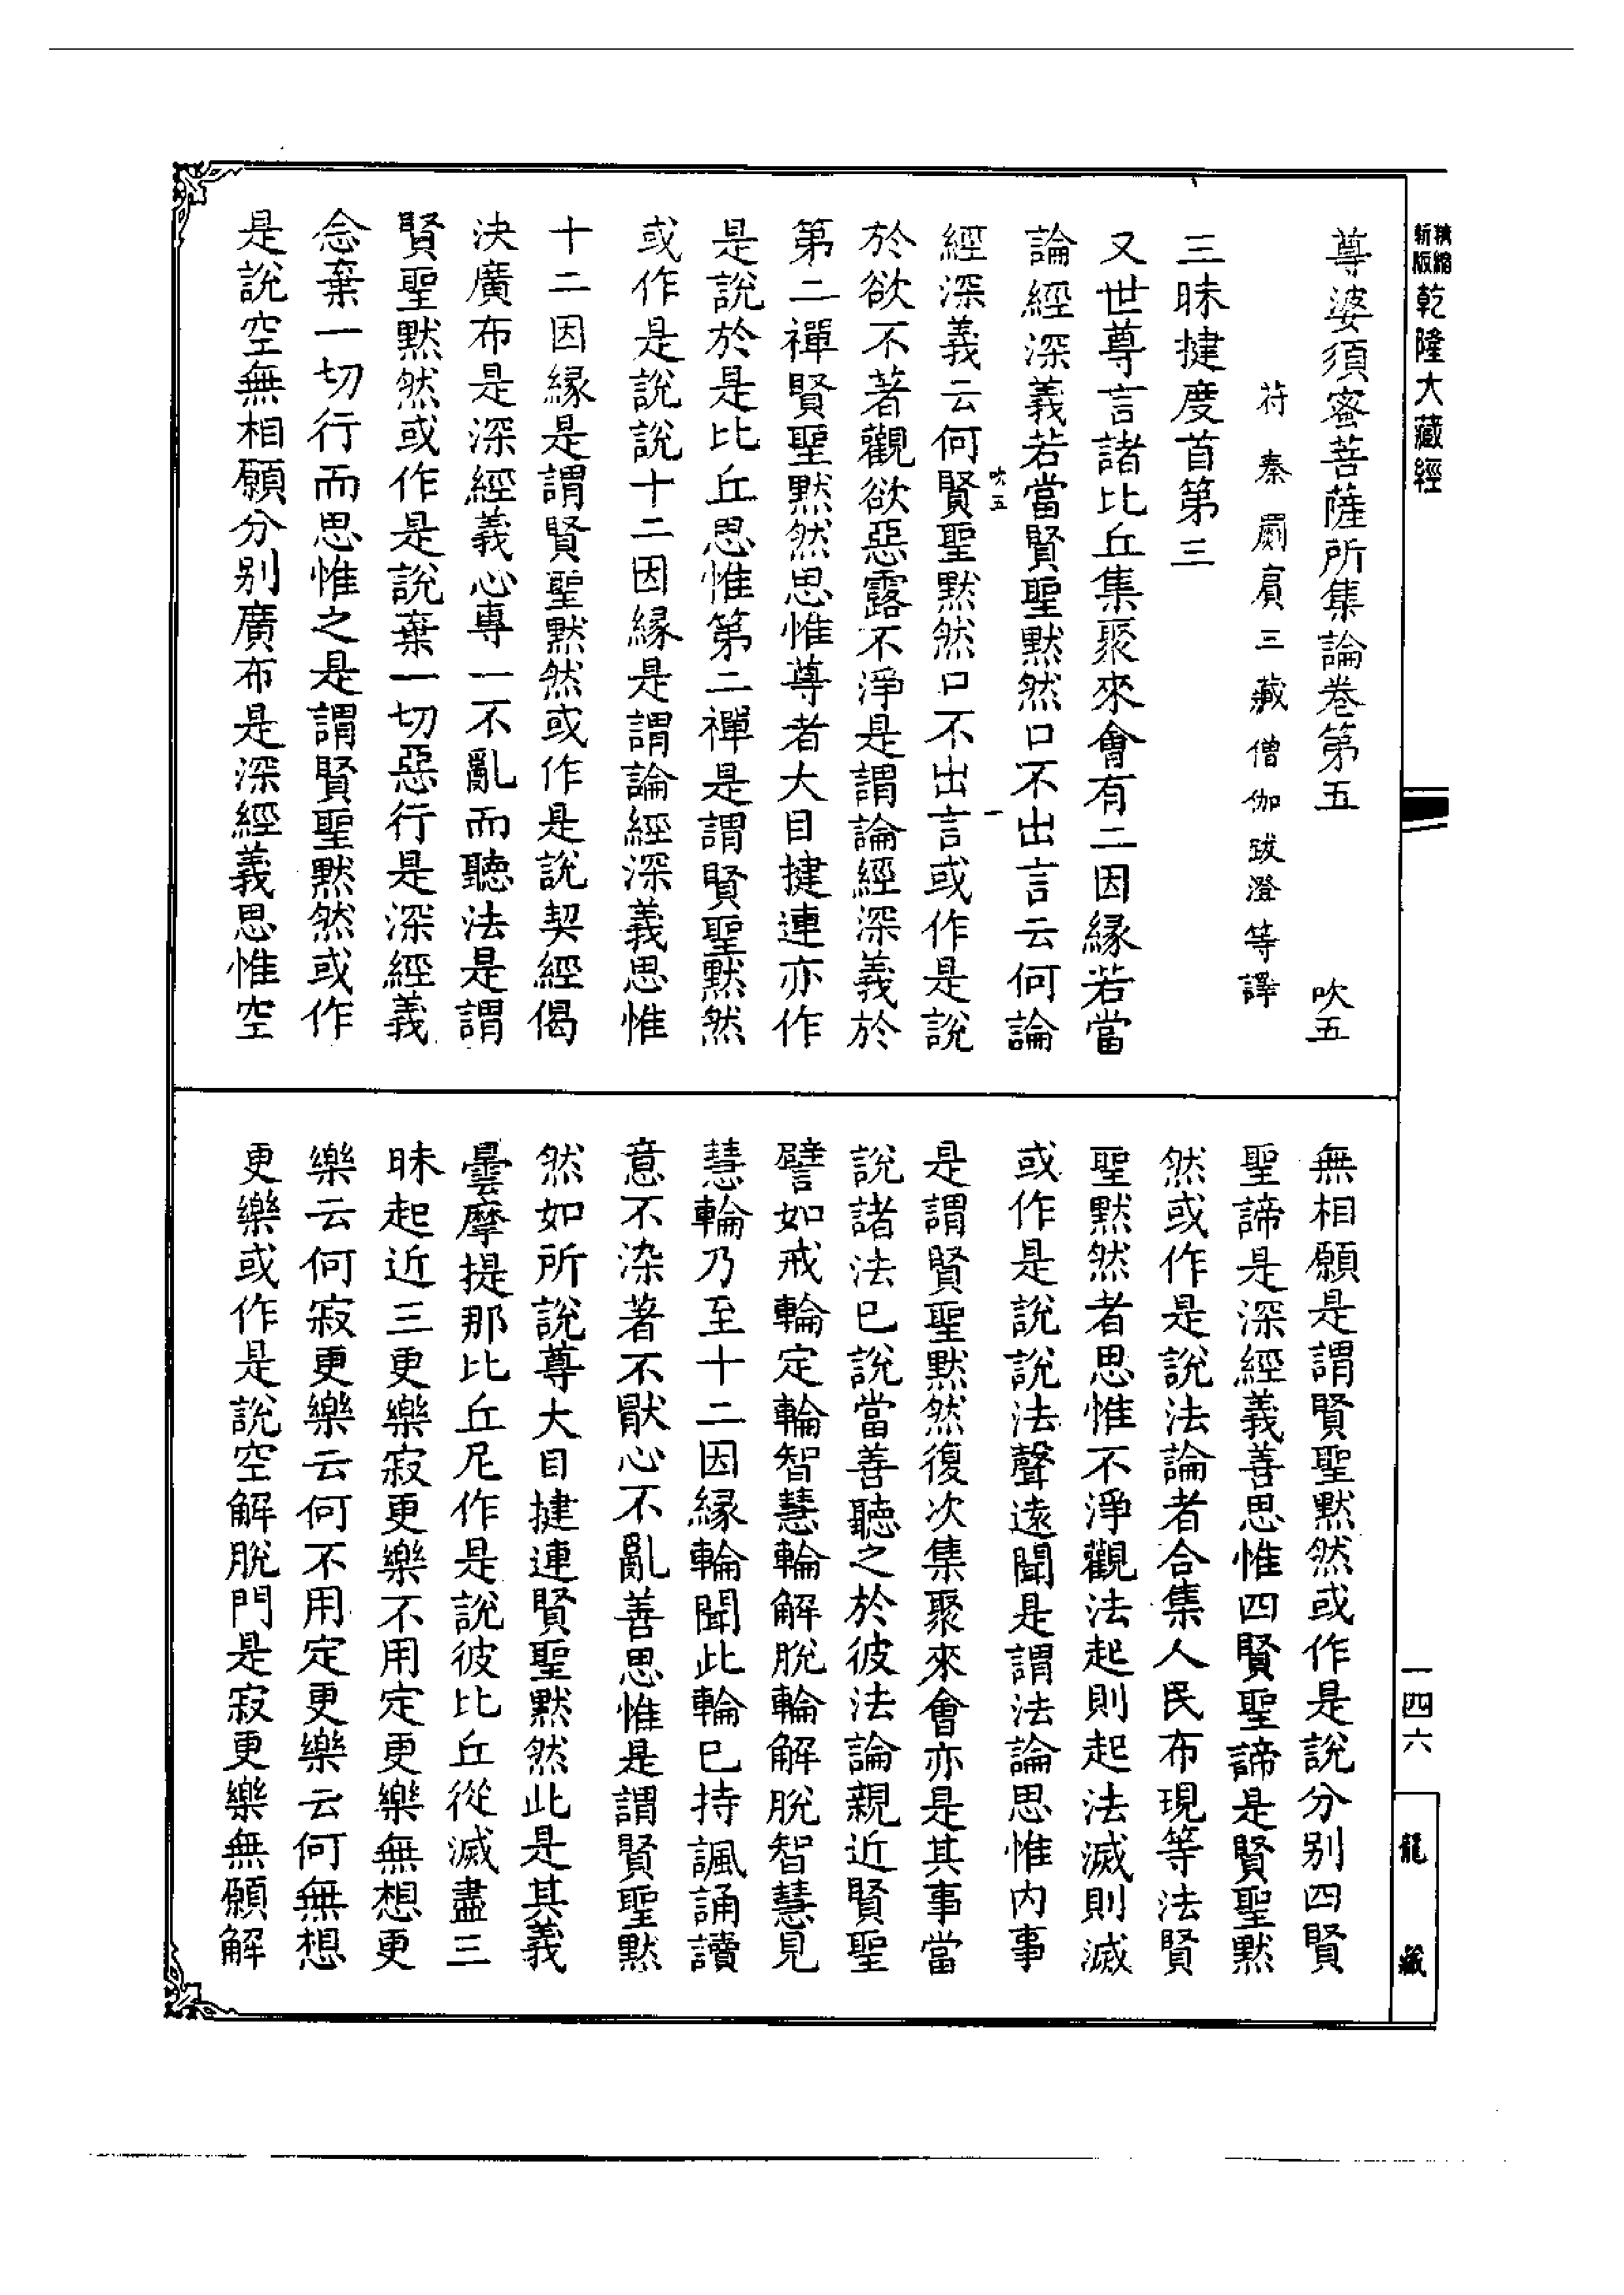 精縮新版乾隆大藏經
尊婆須蜜菩薩所集論卷第五 吹五
符秦罽賓三藏僧伽跋澄等譯
三昧揵度首第三
又世尊言諸比丘集聚來會有二因緣若當
論經深義若當賢聖默然口不出言云何論
吹五 一
經深義云何賢聖默然口不出言或作是說
於欲不著觀欲惡露不淨是謂論經深義於
第二禪賢聖默然思惟尊者大目揵連亦作
是說於是比丘思惟第二禪是謂賢聖默然
或作是說說十二因緣是謂論經深義思惟
十二因緣是謂賢聖默然或作是說契經偈
決廣布是深經義心專一不亂而聽法是謂
賢聖默然或作是說棄一切惡行是深經義
念棄一切行而思惟之是謂賢聖默然或作
是說空無相願分別廣布是深經義思惟空
無相願是謂賢聖默然或作是說分別四賢
聖諦是深經義善思惟四賢聖諦是賢聖默
然或作是說法論者合集人民布現等法賢
聖默然者思惟不淨觀法起則起法滅則滅
或作是說說法聲遠聞是謂法論思惟內事
是謂賢聖默然復次集聚來會亦是其事當
說諸法已說當善聽之於彼法論親近賢聖
譬如戒輪定輪智慧輪解脫輪解脫智慧見
慧輪乃至十二因緣輪聞此輪已持諷誦讀
意不染著不猒心不亂善思惟是謂賢聖默
然如所說尊大目揵連賢聖默然此是其義
曇摩提那比丘尼作是說彼比丘從滅盡三
昧起近三更樂寂更樂不用定更樂無想更
樂云何寂更樂云何不用定更樂云何無想
更樂或作是說空解脫門是寂更樂無願解
一四六
龍藏